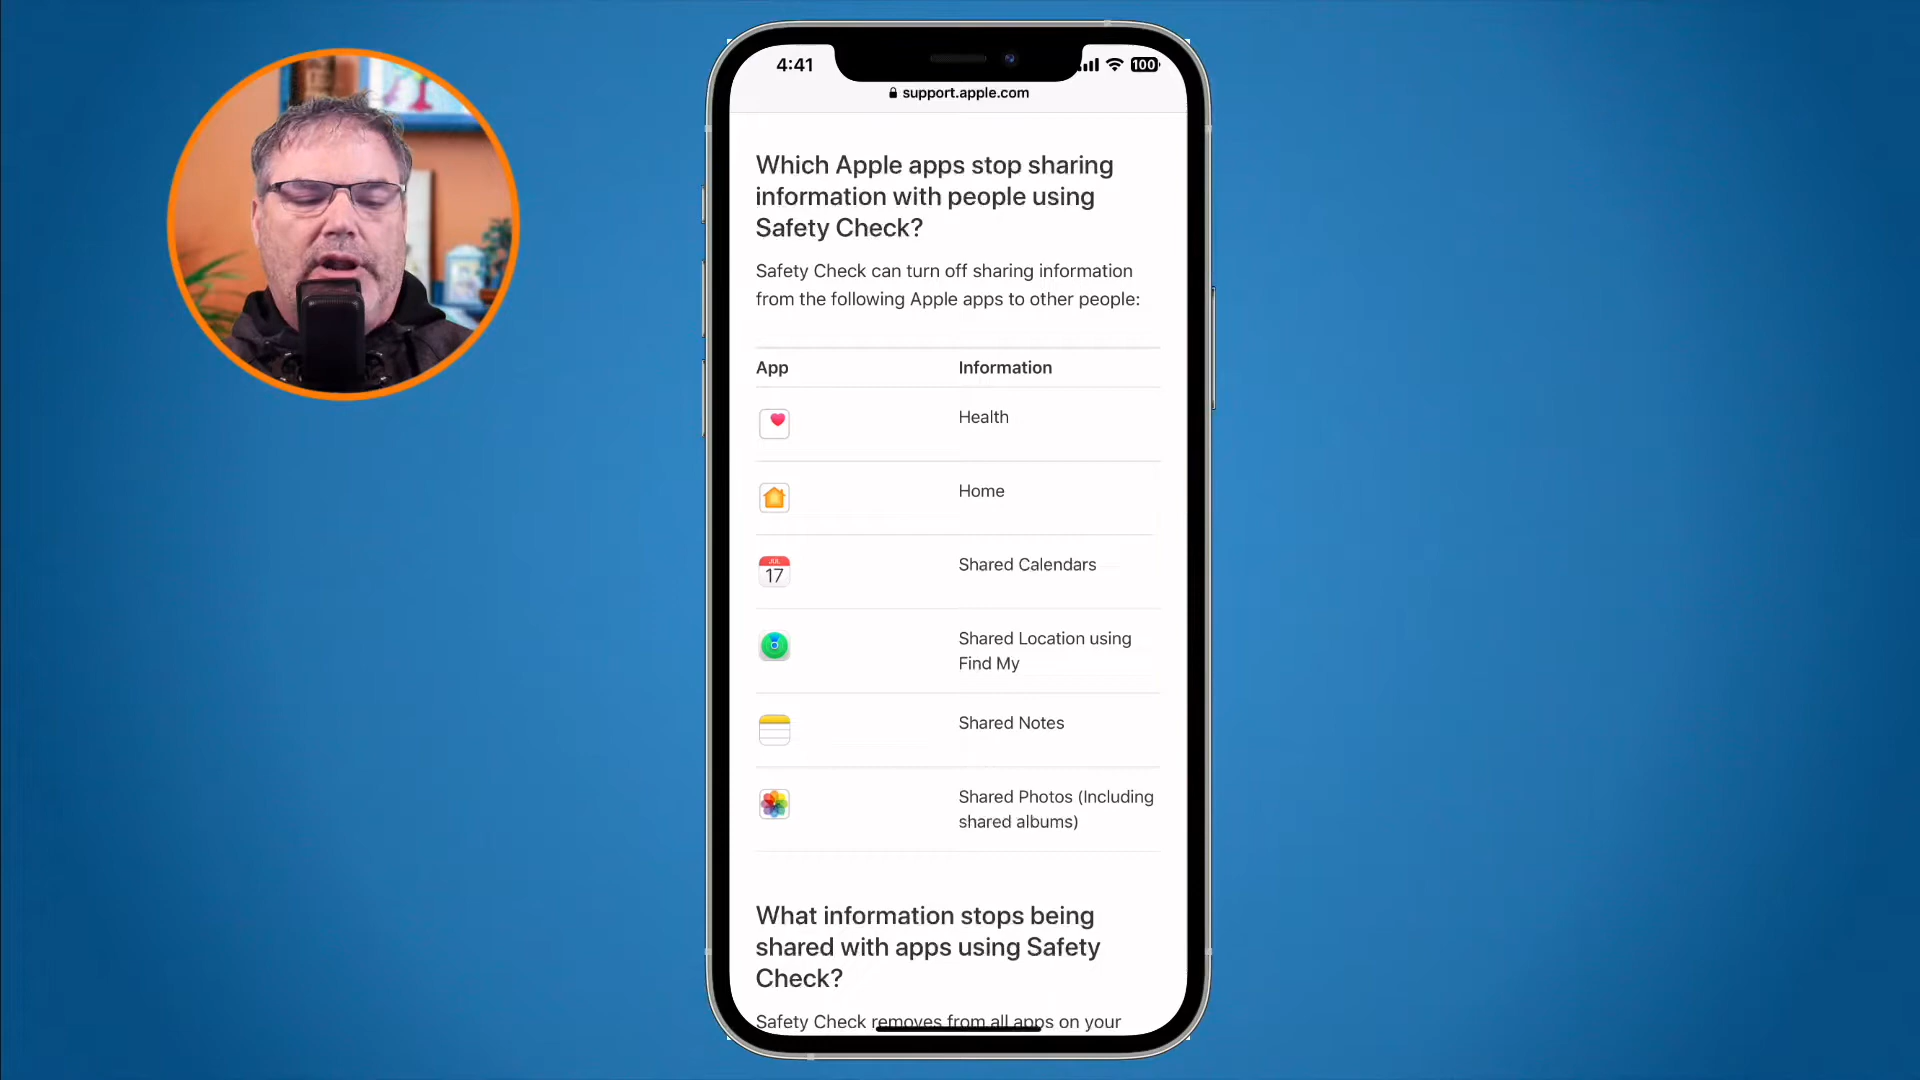 4:41
100
support.apple.com
Which Apple apps stop sharing
information with people using
Safety Check?
Safety Check can turn off sharing information
from the following Apple apps to other people:
App
Information
Health
Home
JUL
17
Shared Calendars
Shared Location using
Find My
Shared Notes
Shared Photos (Including
shared albums)
What information stops being
shared with apps using Safety
Check?
Safety Check removes from all apps on your